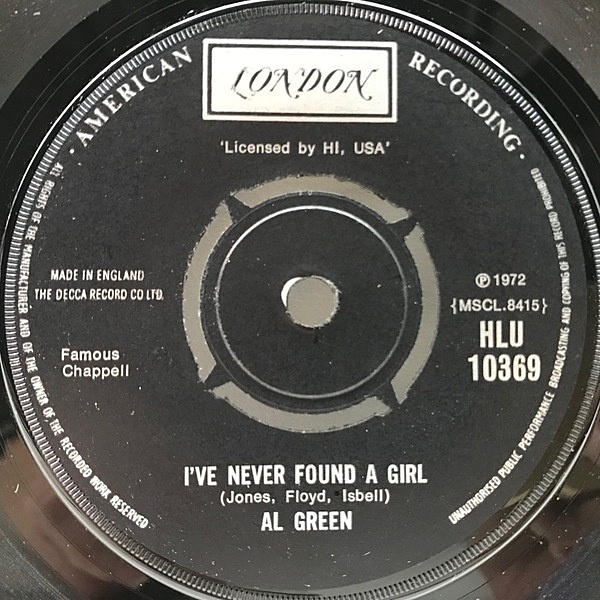 · AMERICAN RECORDING ·
LONDON
'Licensed by HI, USA'
MADE IN ENGLAND
THE DECCA RECORD CO LTD.
℗ 1972
{MSCL.8415}
HLU
10369
Famous
Chappell
I'VE NEVER FOUND A GIRL
(Jones, Floyd, Isbell)
AL GREEN
ALL RIGHTS OF THE MANUFACTURER AND OF THE OWNER OF THE RECORDED WORK RESERVED
UNAUTHORISED PUBLIC PERFORMANCE BROADCASTING AND COPYING OF THIS RECORD PROHIBITED